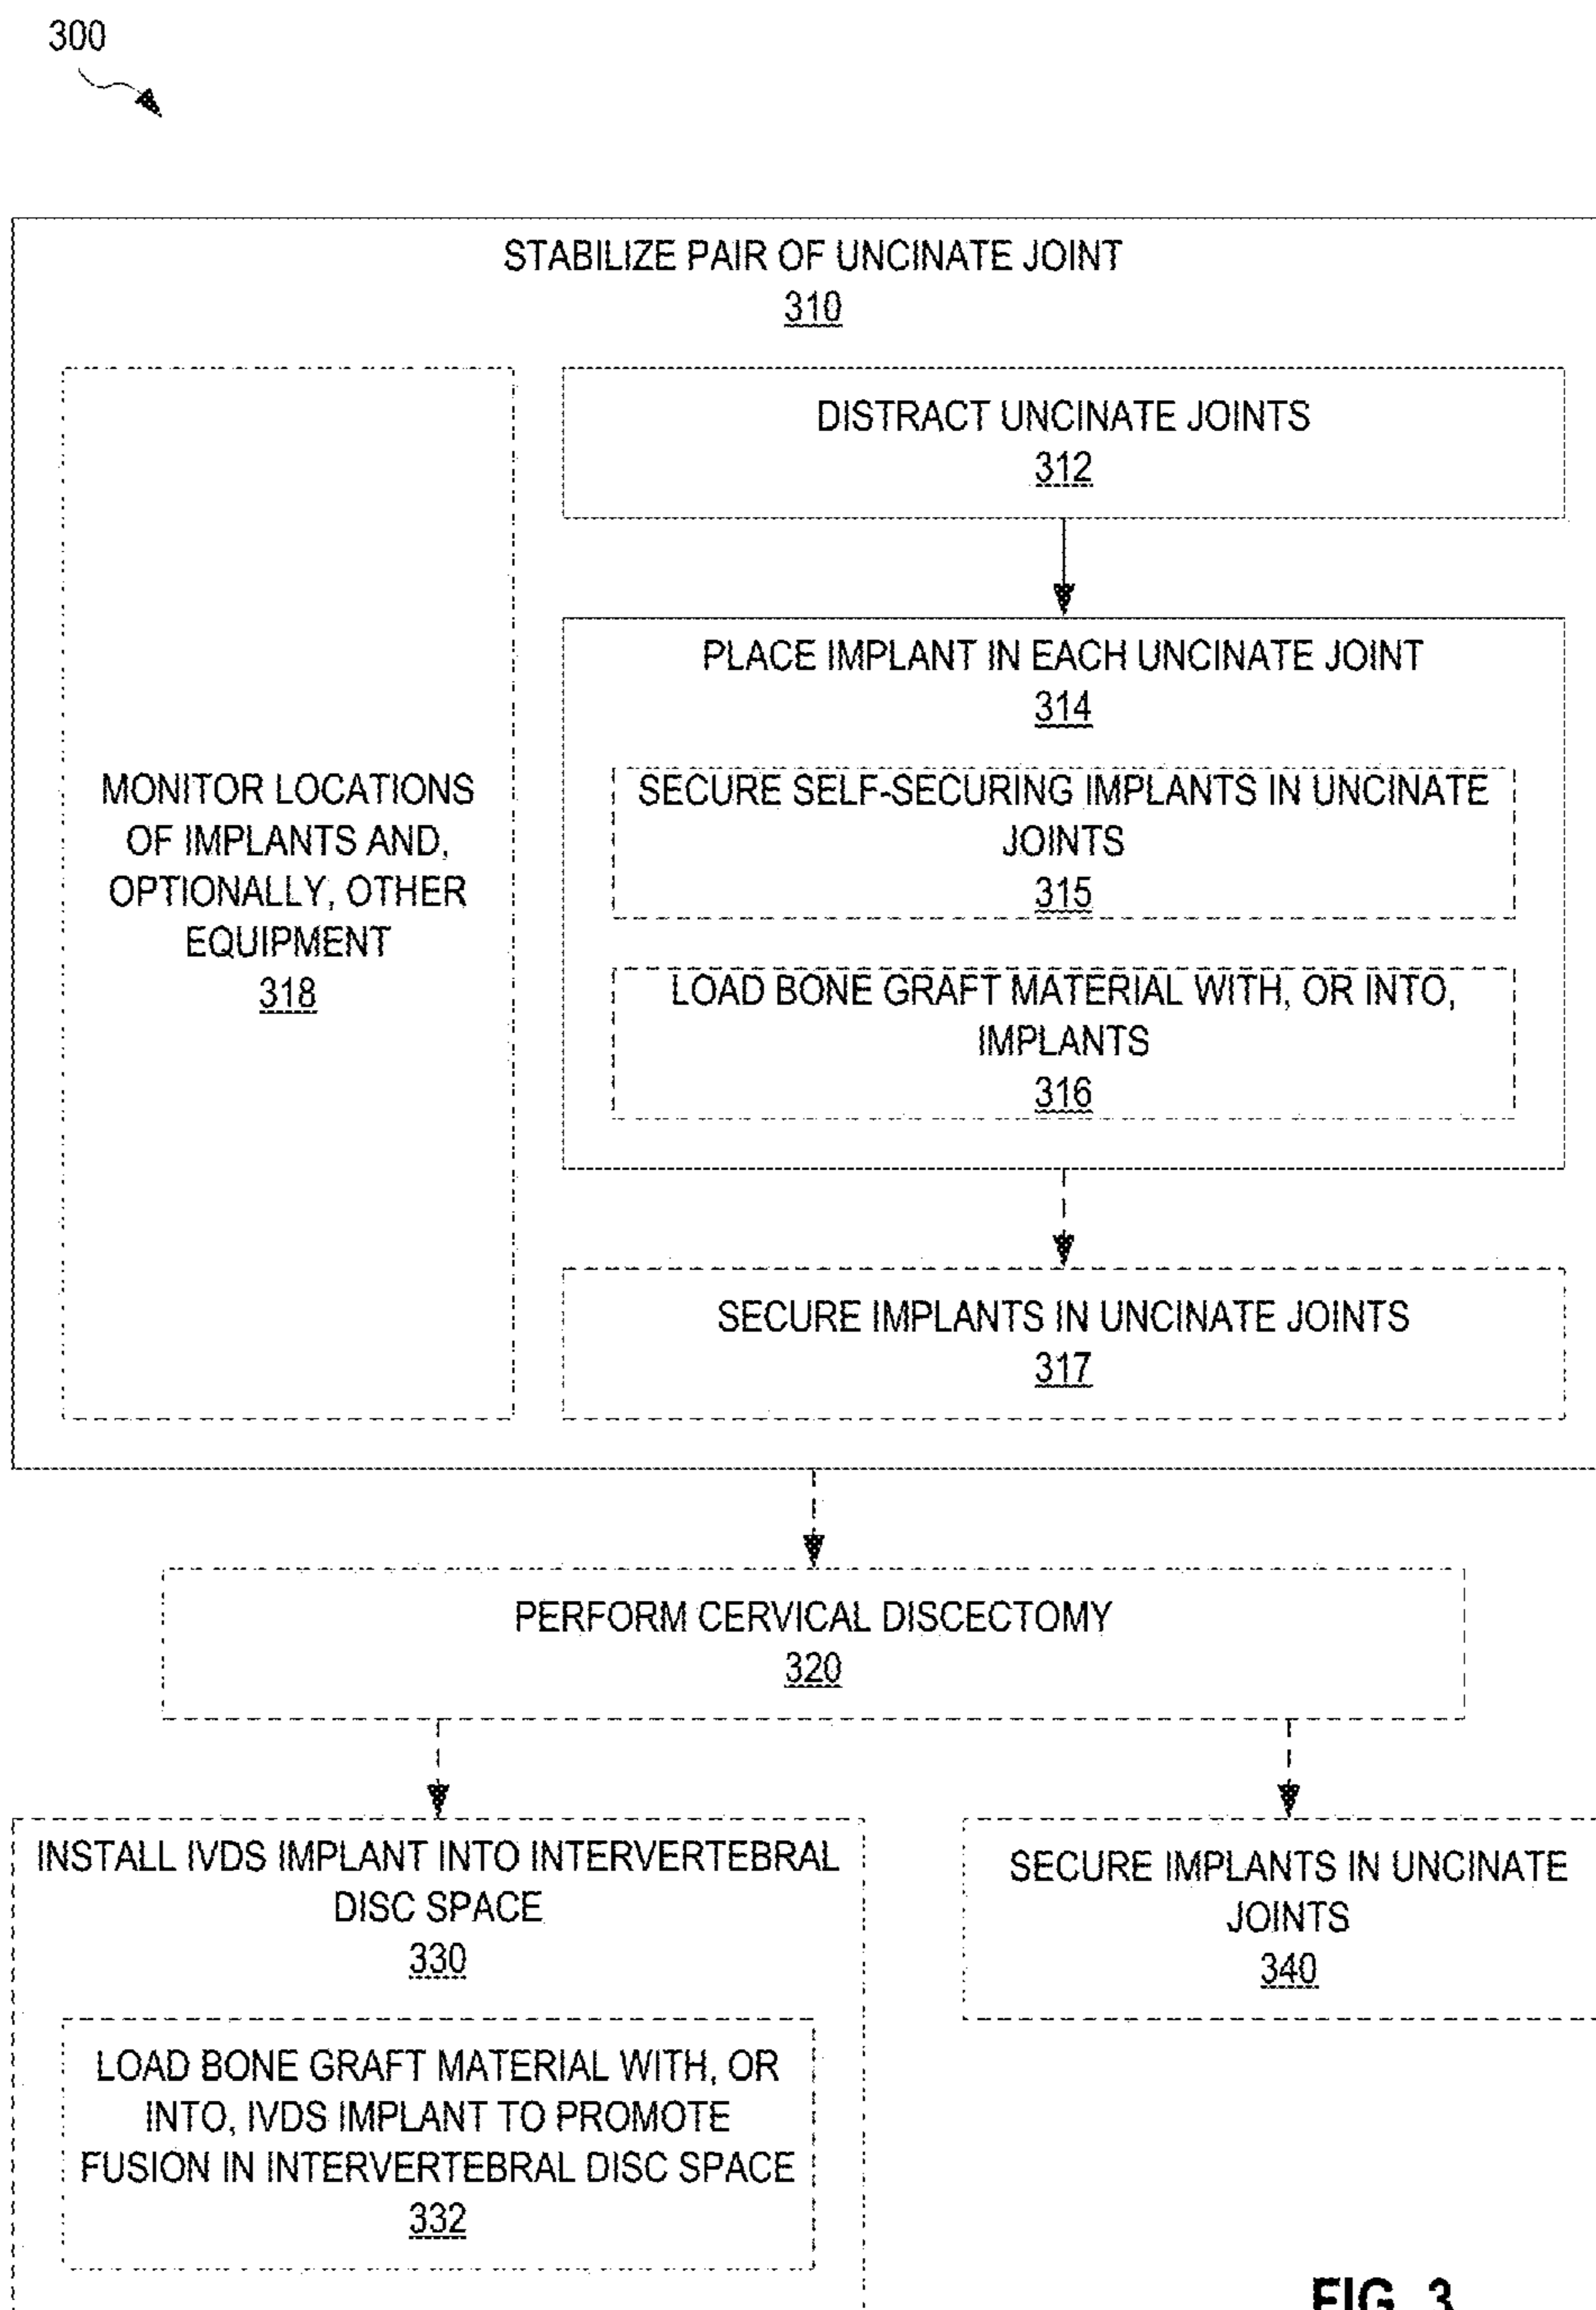 300
STABILIZE PAIR OF UNCINATE JOINT
310
DISTRACT UNCINATE JOINTS
312
PLACE IMPLANT IN EACH UNCINATE JOINT
314
SECURE SELF-SECURING IMPLANTS IN UNCINATE
JOINTS
315
LOAD BONE GRAFT MATERIAL WITH, OR INTO,
IMPLANTS
316
MONITOR LOCATIONS
OF IMPLANTS AND,
OPTIONALLY, OTHER
EQUIPMENT
318
SECURE IMPLANTS IN UNCINATE JOINTS
317
PERFORM CERVICAL DISCECTOMY
320
INSTALL IVDS IMPLANT INTO INTERVERTEBRAL
DISC SPACE
330
LOAD BONE GRAFT MATERIAL WITH, OR
INTO, IVDS IMPLANT TO PROMOTE
FUSION IN INTERVERTEBRAL DISC SPACE
332
SECURE IMPLANTS IN UNCINATE
JOINTS
340
FIG. 3